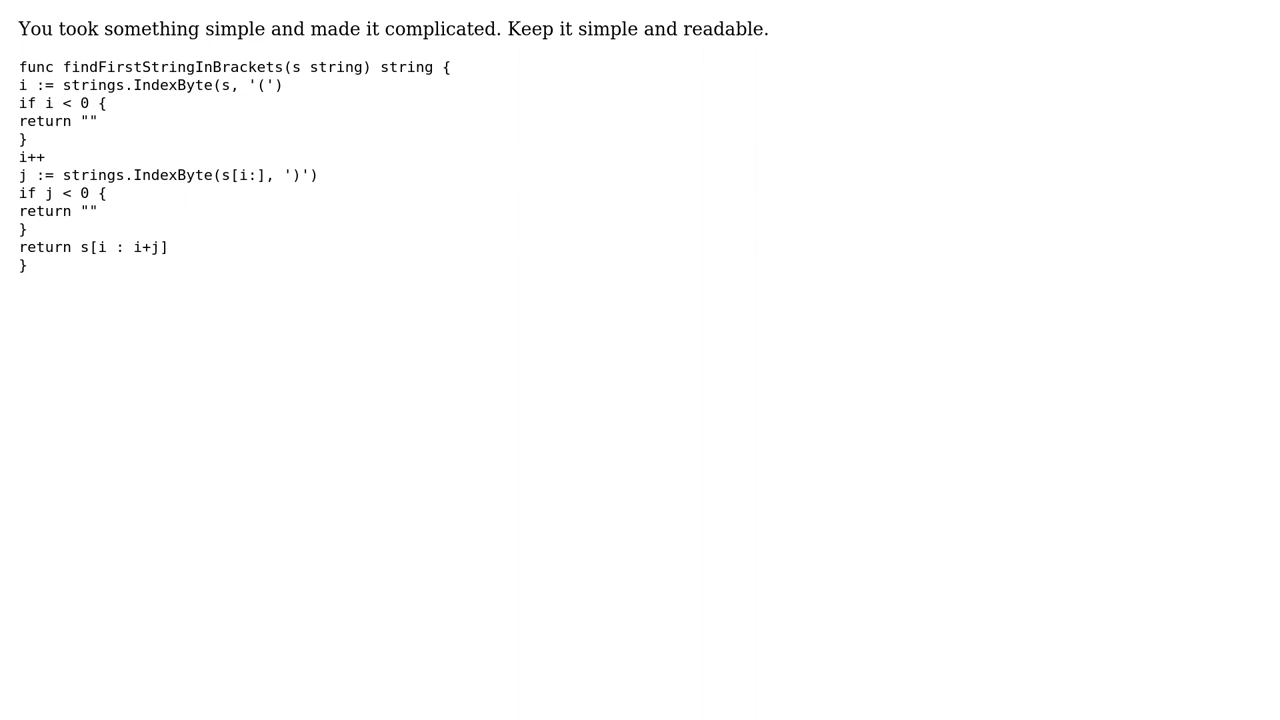 You took something simple and made it complicated. Keep it simple and readable.
func findFirstStringInBrackets(s string) string {
i := strings.IndexByte(s, '(')
if i < 0 {
return ""
}
i++
j := strings.IndexByte(s[i:], ')')
if j < 0 {
return ""
}
return s[i : i+j]
}